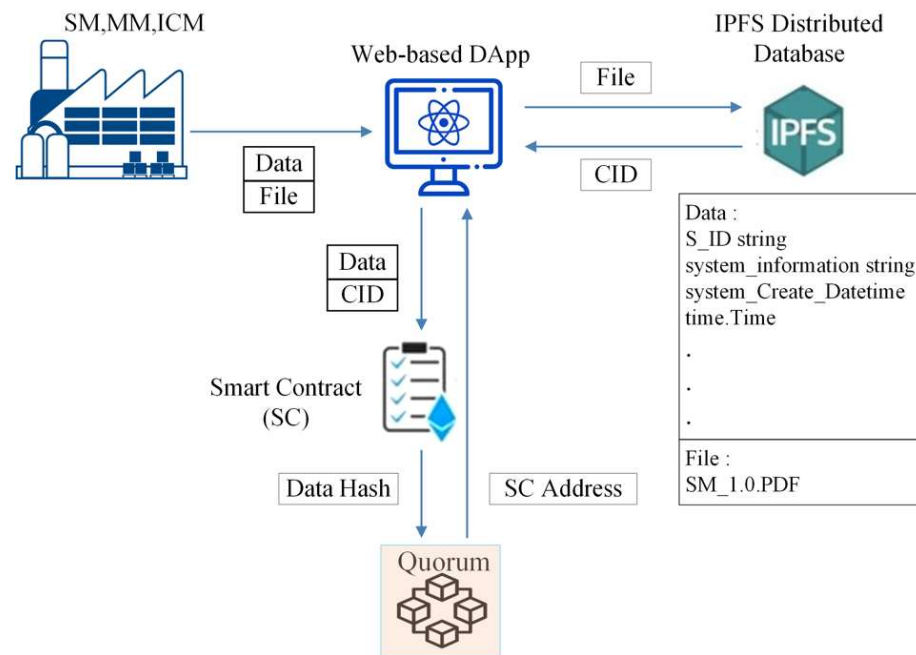 SM,MM,ICM
Web-based DApp
IPFS Distributed
Database
File
IPFS
CID
Data
File
Data :
S_ID string
system_information string
system_Create_Datetime
time.Time
.
.
.
File :
SM_1.0.PDF
Data
CID
Smart Contract
(SC)
Data Hash
SC Address
Quorum